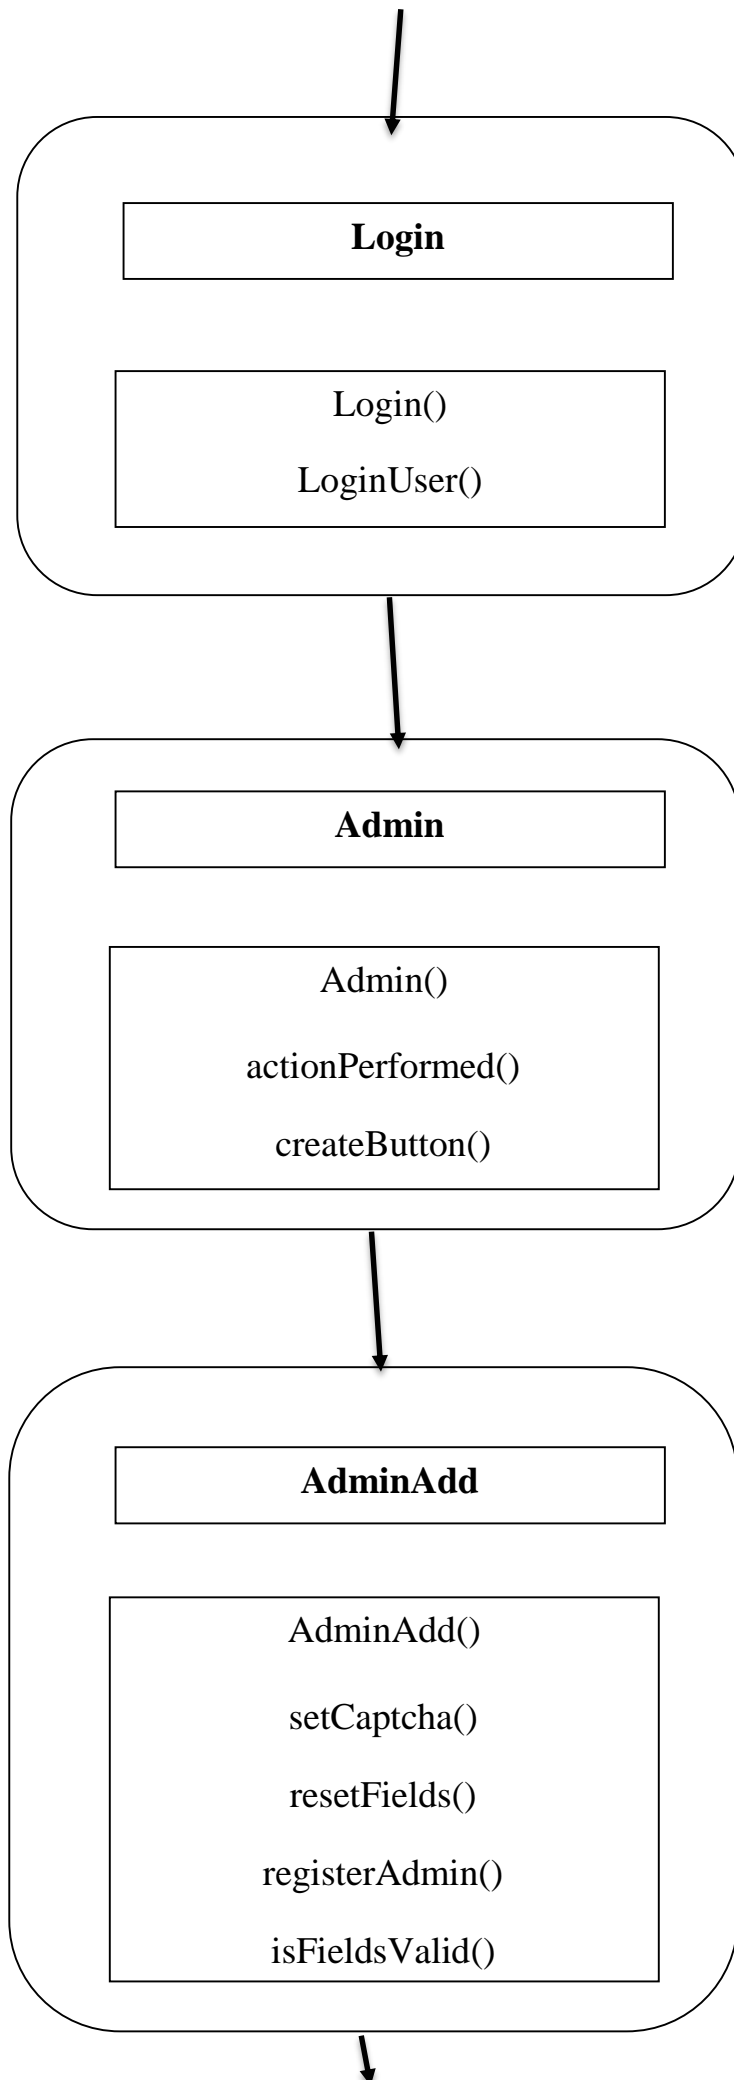 Login
Login()
LoginUser()
Admin
Admin()
actionPerformed()
createButton()
AdminAdd
AdminAdd()
setCaptcha()
resetFields()
registerAdmin()
isFieldsValid()